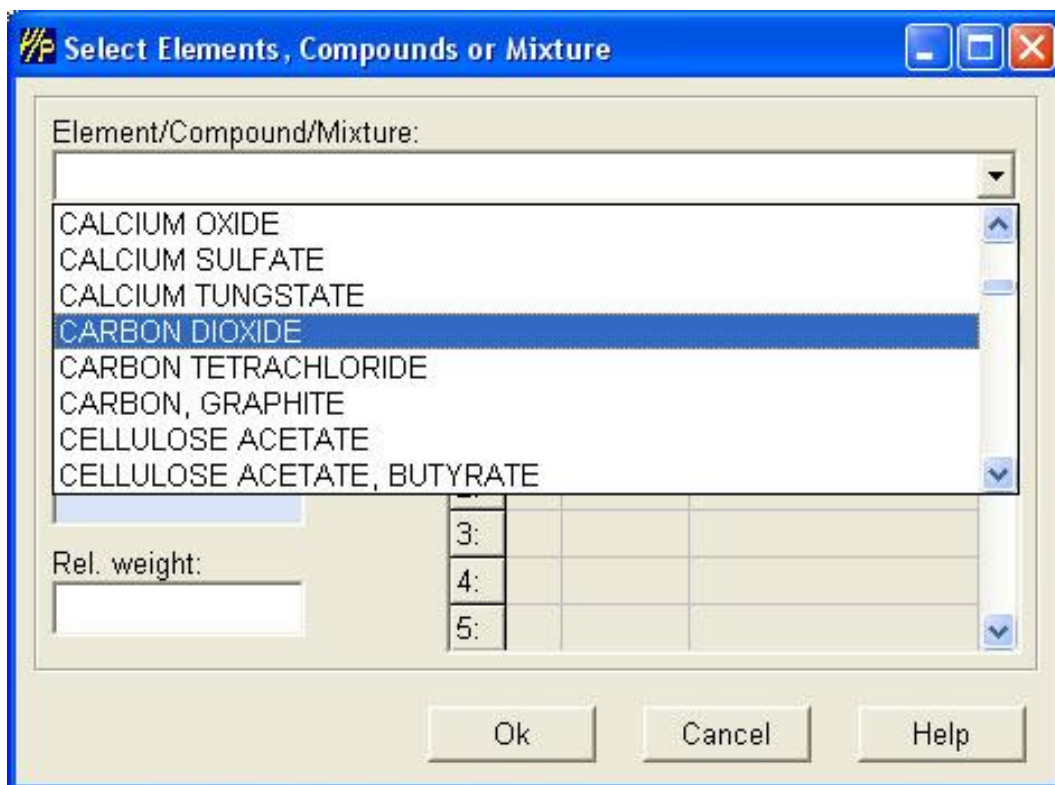 Select Elements, Compounds or Mixture
Element/Compound/Mixture:
CALCIUM OXIDE
CALCIUM SULFATE
CALCIUM TUNGSTATE
CARBON DIOXIDE
CARBON TETRACHLORIDE
CARBON, GRAPHITE
CELLULOSE ACETATE
CELLULOSE ACETATE, BUTYRATE
3:
Rel. weight:
4:
5:
Ok Cancel Help